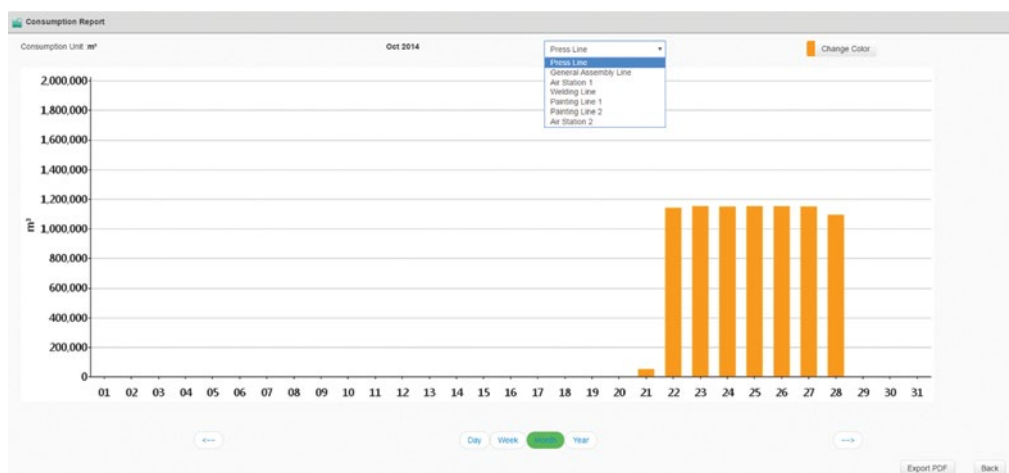 Consumption Report
Consumption Unit m³ Oct 2014 Press Line Change Color
Press Line
General Assembly Line
Air Station 1
Welding Line
Painting Line 1
Painting Line 2
Air Station 2
2,000,000
1,800,000
1,600,000
1,400,000
1,200,000
1,000,000
800,000
600,000
400,000
200,000
0
m³
01 02 03 04 05 06 07 08 09 10 11 12 13 14 15 16 17 18 19 20 21 22 23 24 25 26 27 28 29 30 31
<--- Day Week Month Year --->
Export PDF Back